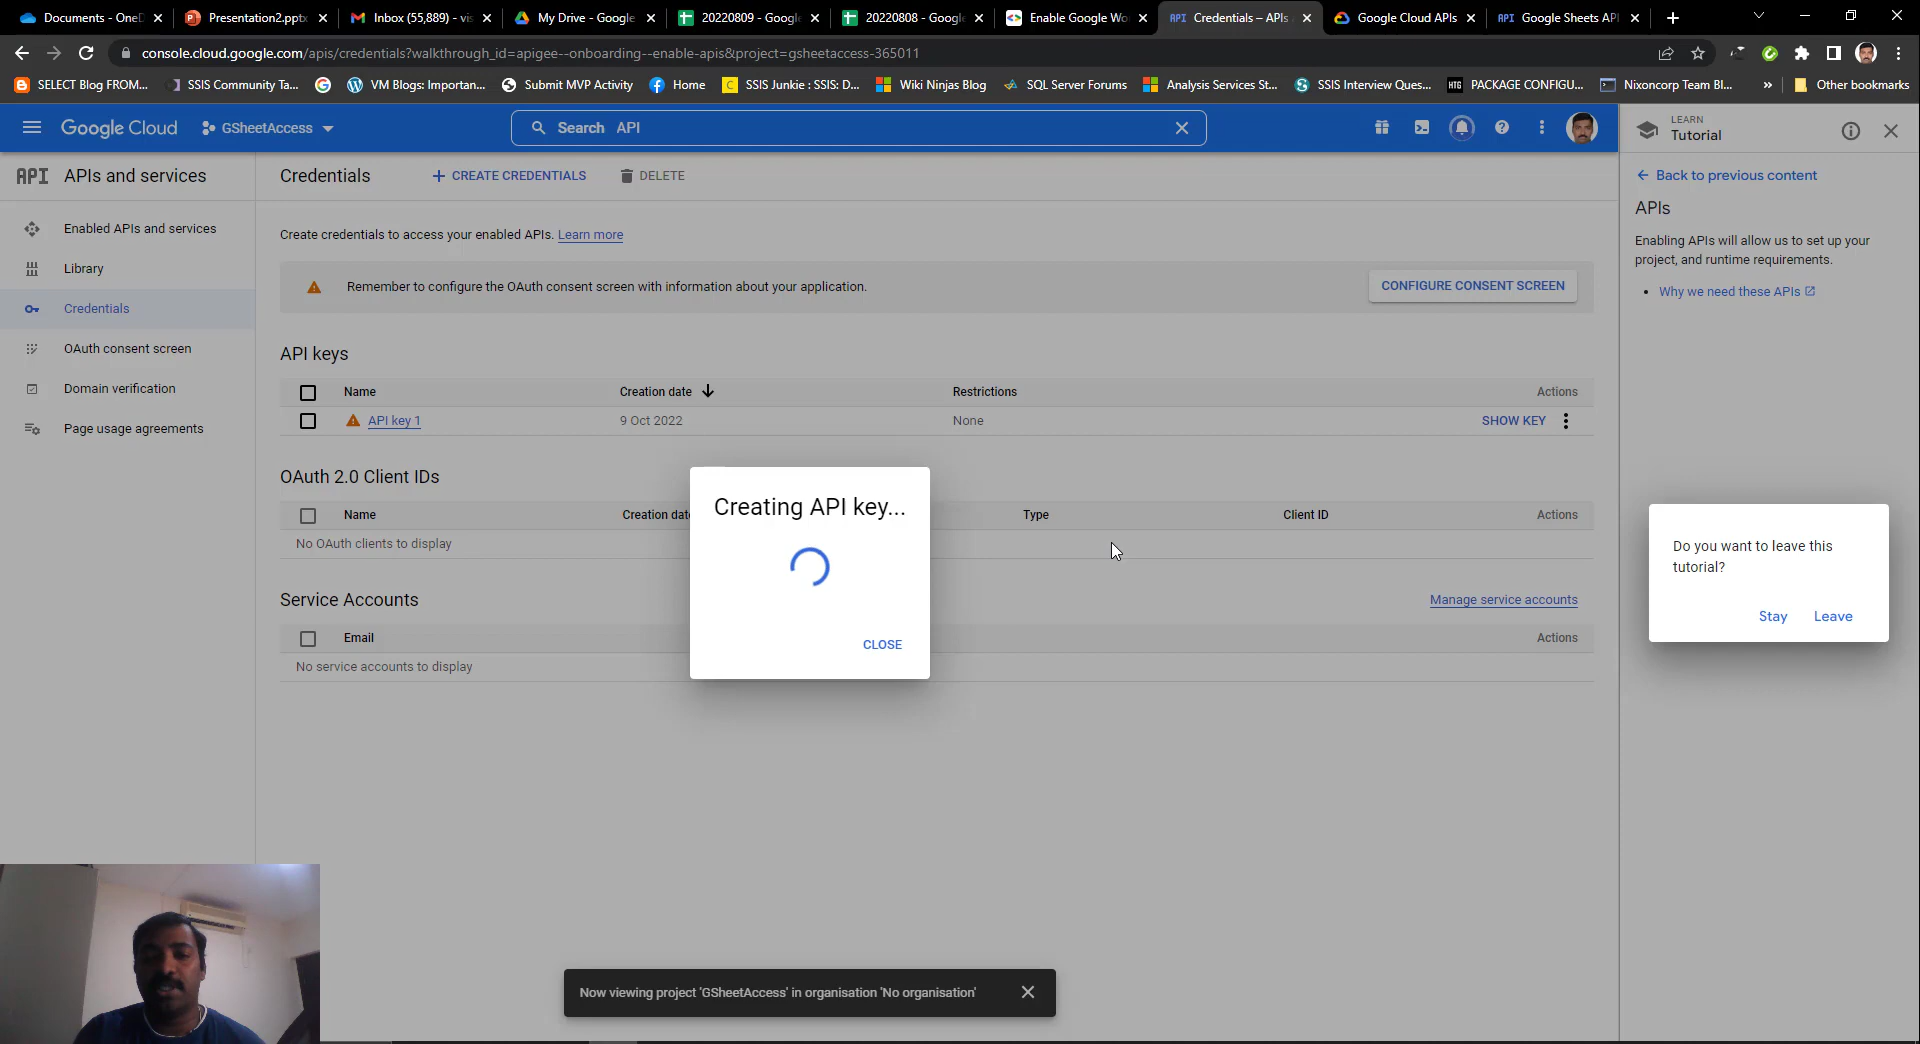 Documents - OneD
Presentation2.pptx
Inbox (55,889) - vis
My Drive - Google
20220809 - Googl
20220808 - Google
Enable Google Wo
Credentials – APIs
Google Cloud APIs
Google Sheets API
console.cloud.google.com/apis/credentials?walkthrough_id=apigee--onboarding--enable-apis&project=gsheetaccess-365011
SELECT Blog FROM...
SSIS Community Ta...
VM Blogs: Importan...
Submit MVP Activity
Home
SSIS Junkie : SSIS: D...
Wiki Ninjas Blog
SQL Server Forums
Analysis Services St...
SSIS Interview Ques...
PACKAGE CONFIGU...
Nixoncorp Team Bl...
»
Other bookmarks
Google Cloud
GSheetAccess
Search API
LEARN
Tutorial
API APIs and services
Enabled APIs and services
Library
Credentials
OAuth consent screen
Domain verification
Page usage agreements
Credentials
+ CREATE CREDENTIALS
DELETE
Create credentials to access your enabled APIs. Learn more
Remember to configure the OAuth consent screen with information about your application.
CONFIGURE CONSENT SCREEN
API keys
Name Creation date Restrictions Actions
API key 1 9 Oct 2022 None SHOW KEY
OAuth 2.0 Client IDs
Name Creation date Type Client ID Actions
No OAuth clients to display
Service Accounts
Manage service accounts
Email Actions
No service accounts to display
Creating API key...
CLOSE
Now viewing project 'GSheetAccess' in organisation 'No organisation'
Back to previous content
APIs
Enabling APIs will allow us to set up your
project, and runtime requirements.
Why we need these APIs
Do you want to leave this
tutorial?
Stay Leave